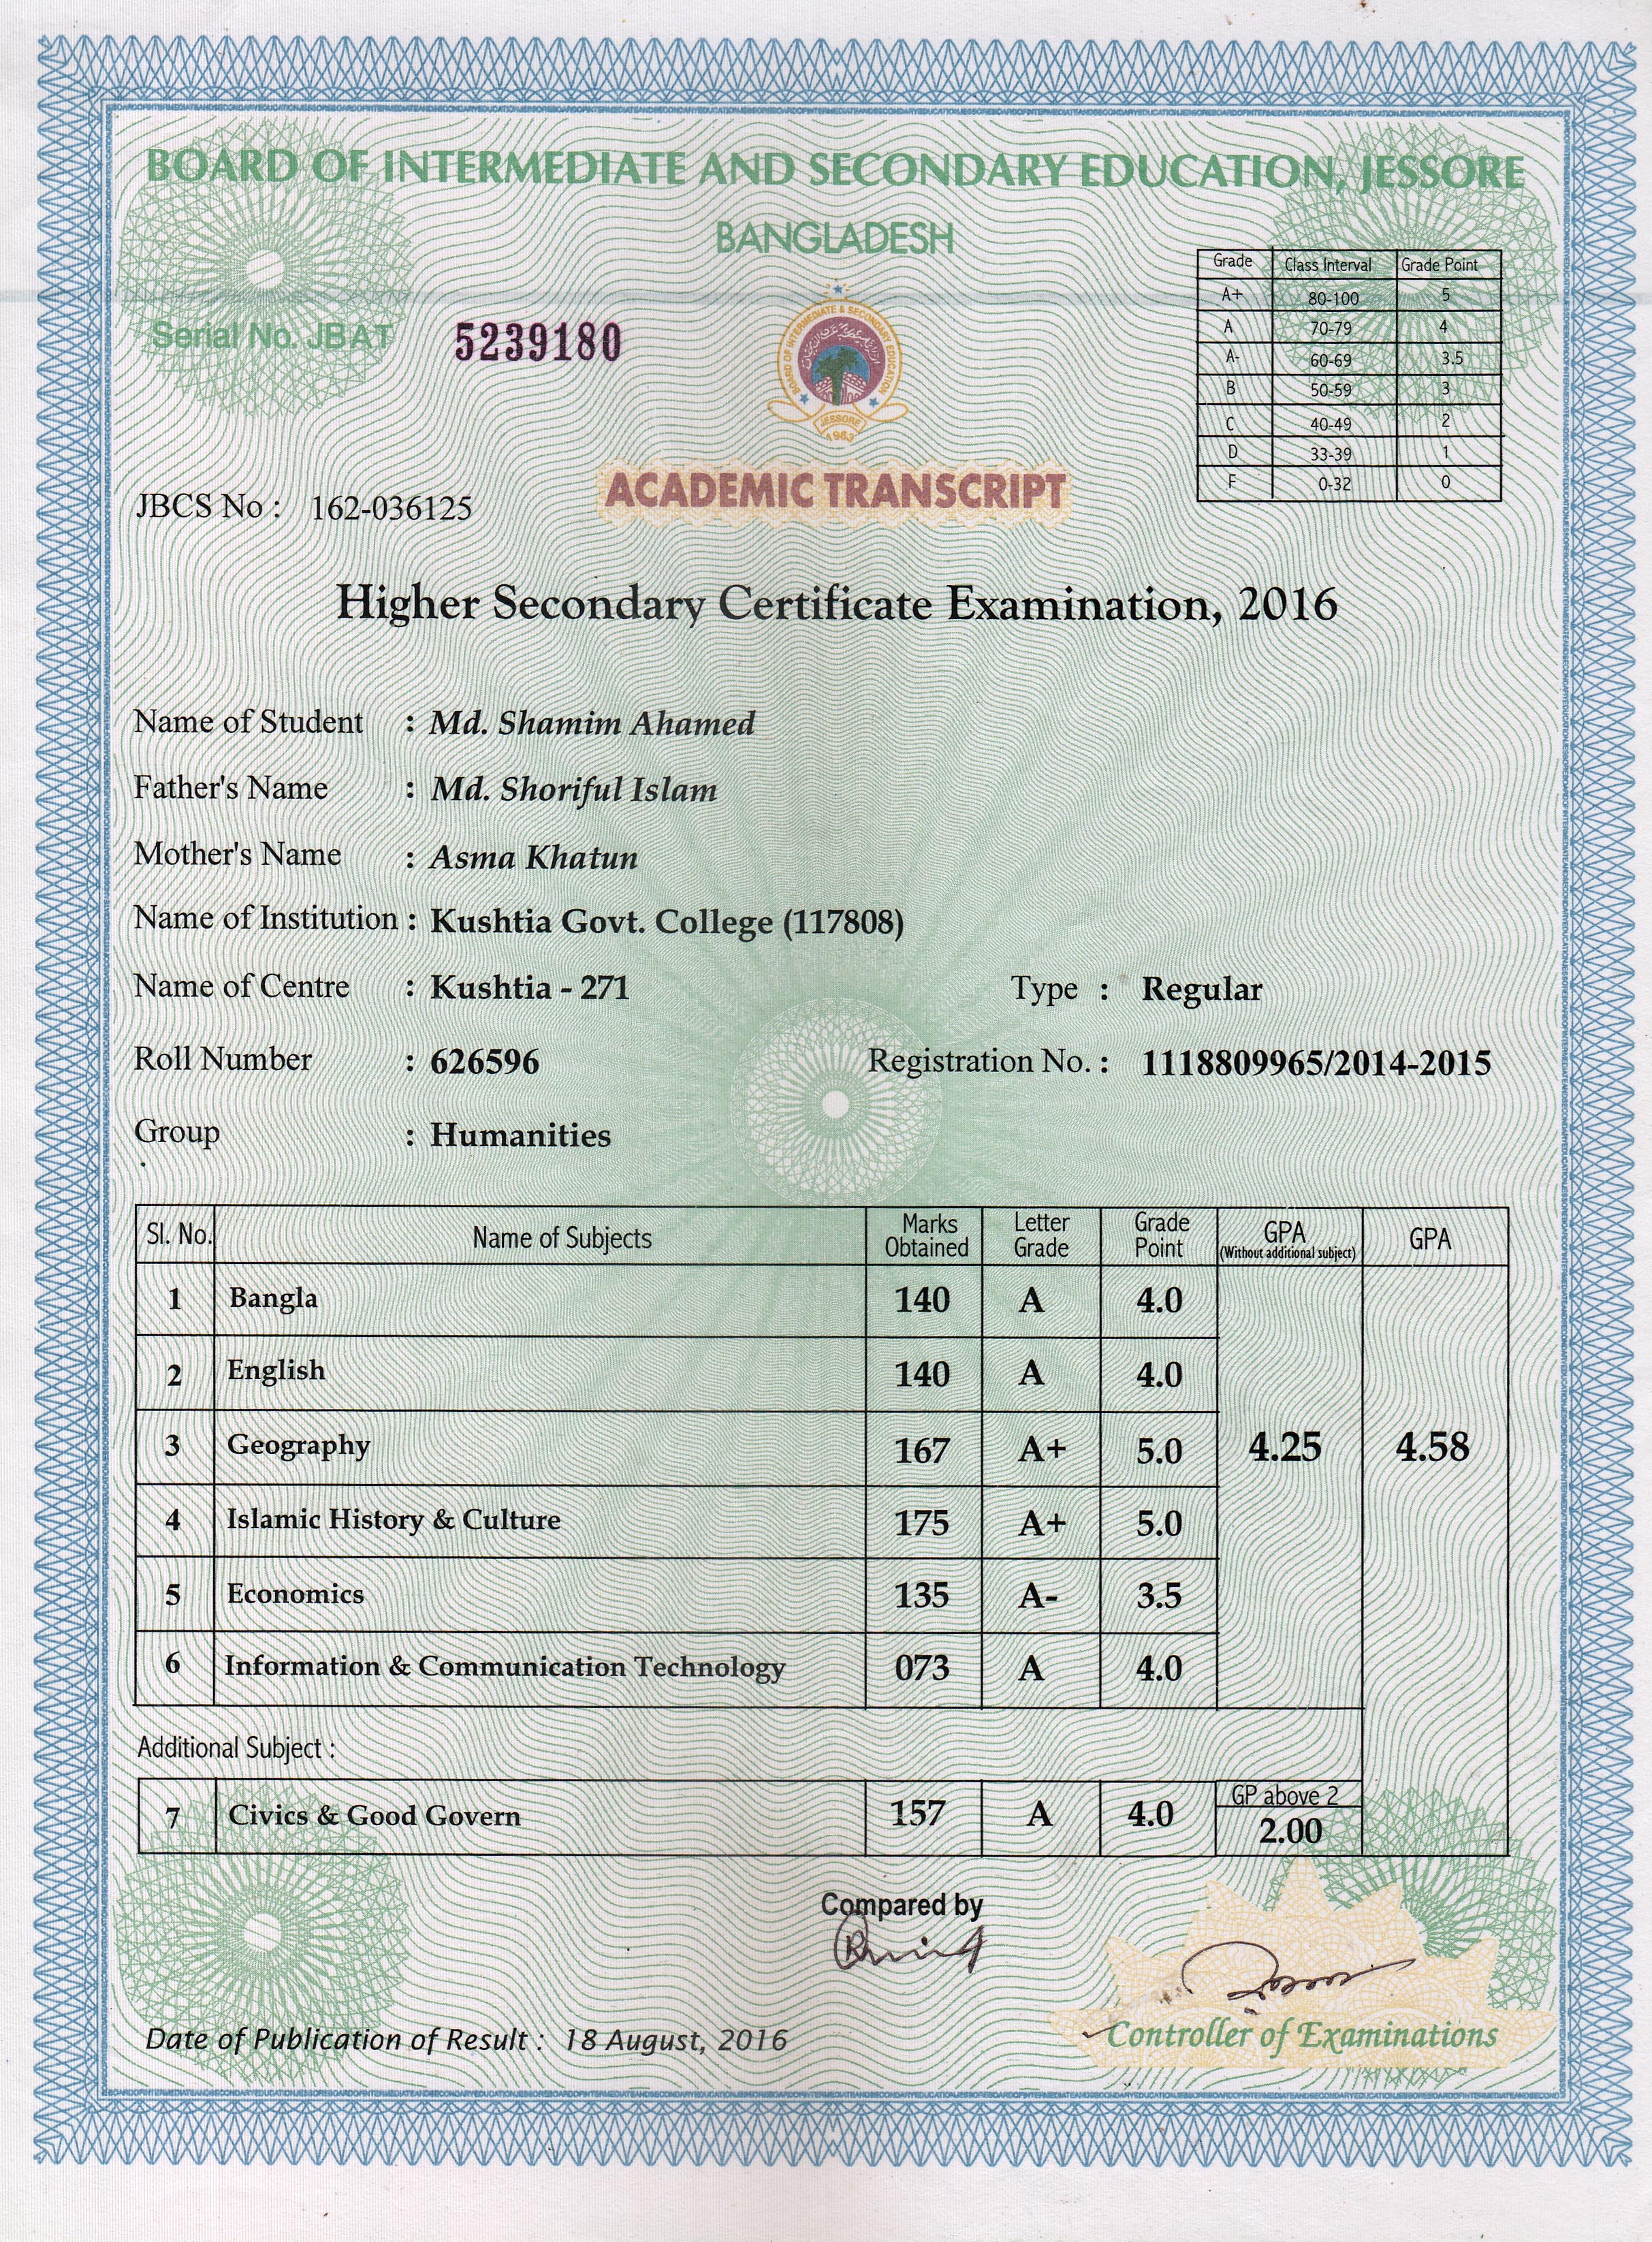 BOARD OF INTERMEDIATE AND SECONDARY EDUCATION, JESSORE
BANGLADESH
Serial No. JBAT 5239180
BOARD OF INTERMEDIATE & SECONDARY EDUCATION
JESSORE
1963
Grade Class Interval Grade Point
A+ 80-100 5
A 70-79 4
A- 60-69 3.5
B 50-59 3
C 40-49 2
D 33-39 1
F 0-32 0
JBCS No : 162-036125
ACADEMIC TRANSCRIPT
Higher Secondary Certificate Examination, 2016
Name of Student : Md. Shamim Ahamed
Father's Name : Md. Shoriful Islam
Mother's Name : Asma Khatun
Name of Institution : Kushtia Govt. College (117808)
Name of Centre : Kushtia - 271 Type : Regular
Roll Number : 626596 Registration No. : 1118809965/2014-2015
Group : Humanities
Sl. No. Name of Subjects Marks Obtained Letter Grade Grade Point GPA (Without additional subject) GPA
1 Bangla 140 A 4.0
2 English 140 A 4.0
3 Geography 167 A+ 5.0 4.25 4.58
4 Islamic History & Culture 175 A+ 5.0
5 Economics 135 A- 3.5
6 Information & Communication Technology 073 A 4.0
Additional Subject :
7 Civics & Good Govern 157 A 4.0 GP above 2 2.00
Compared by
Controller of Examinations
Date of Publication of Result : 18 August, 2016